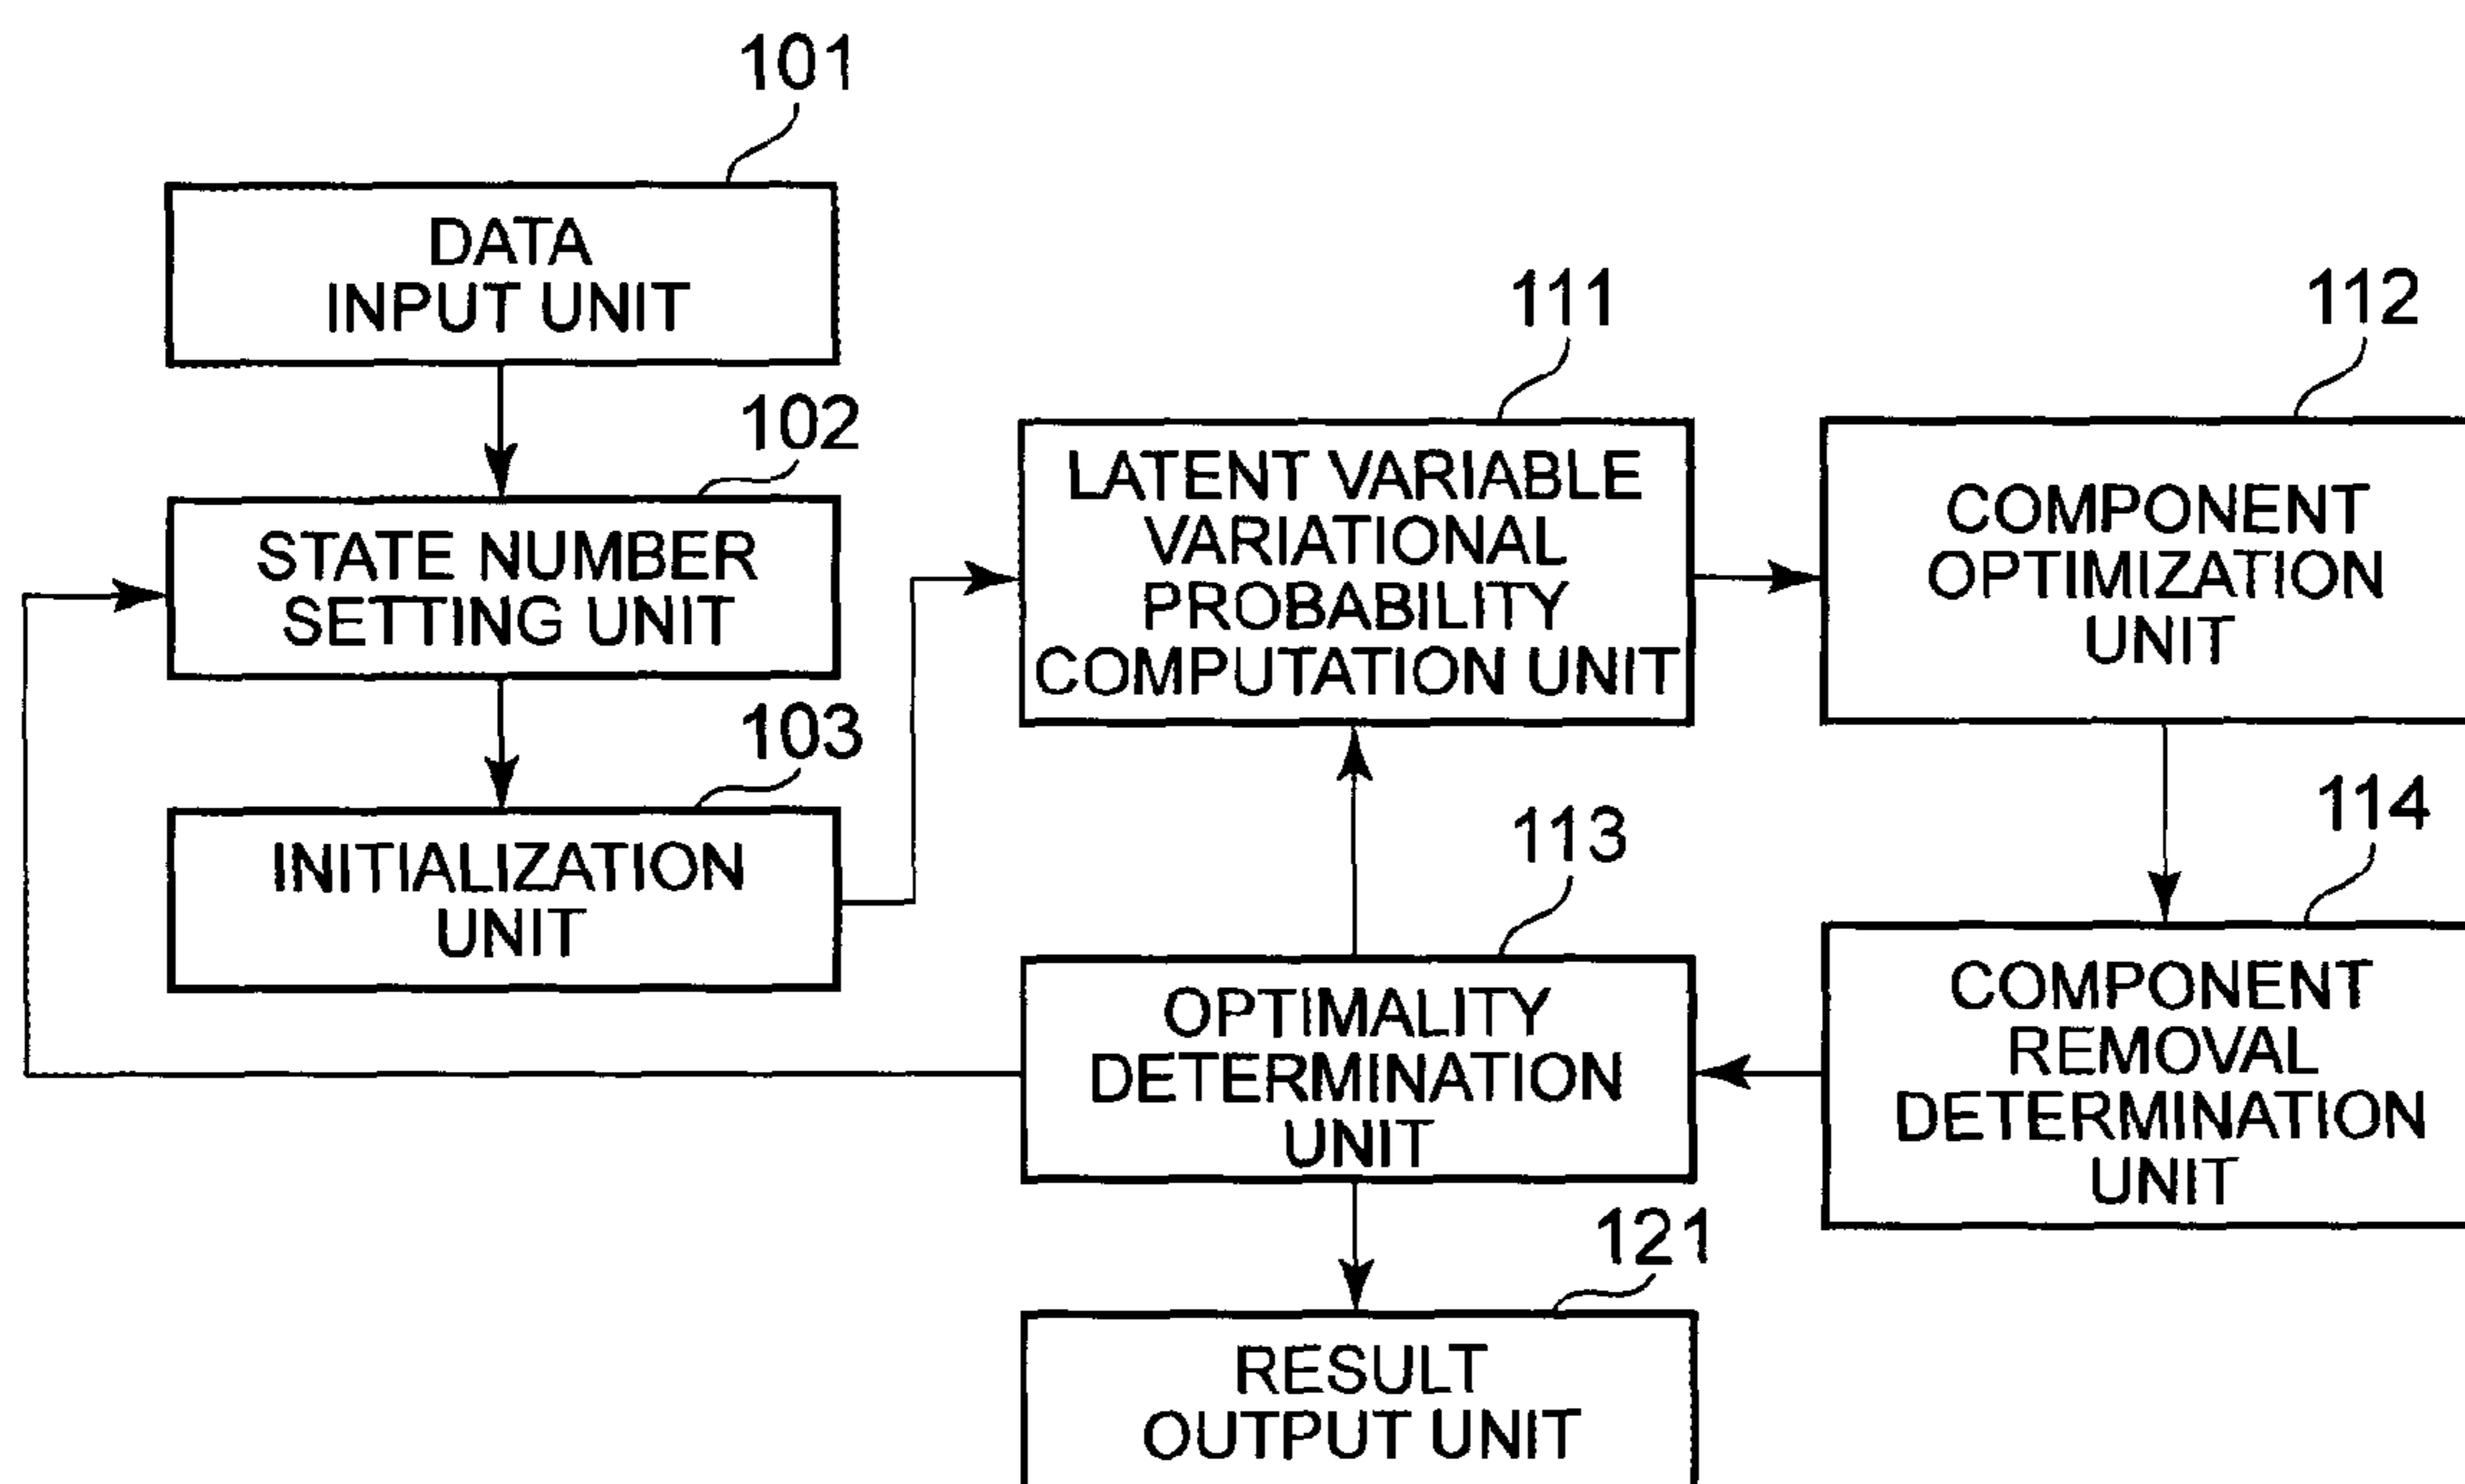 101
DATA
INPUT UNIT
102
STATE NUMBER
SETTING UNIT
103
INITIALIZATION
UNIT
111
LATENT VARIABLE
VARIATIONAL
PROBABILITY
COMPUTATION UNIT
112
COMPONENT
OPTIMIZATION
UNIT
113
OPTIMALITY
DETERMINATION
UNIT
114
COMPONENT
REMOVAL
DETERMINATION
UNIT
121
RESULT
OUTPUT UNIT